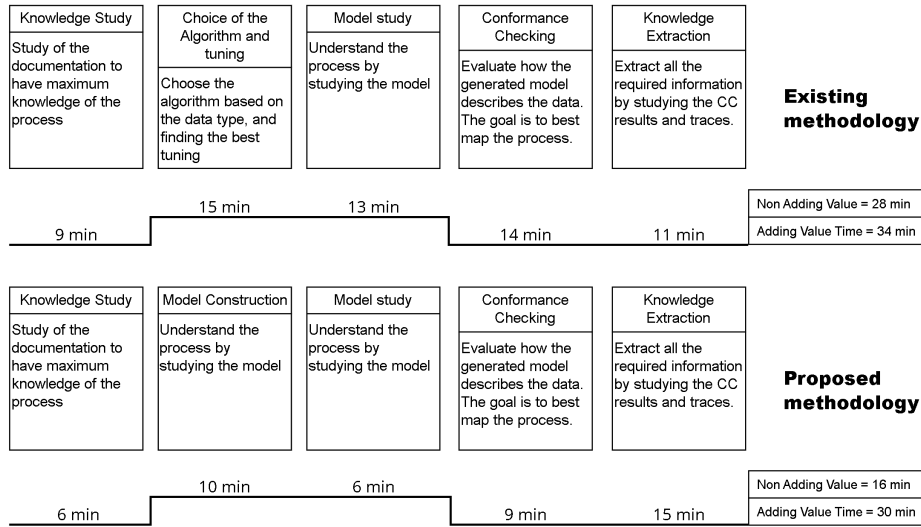 Knowledge Study
Study of the
documentation to
have maximum
knowledge of the
process
Choice of the
Algorithm and
tuning
Choose the
algorithm based on
the data type, and
finding the best
tuning
Model study
Understand the
process by
studying the model
Conformance
Checking
Evaluate how the
generated model
describes the data.
The goal is to best
map the process.
Knowledge
Extraction
Extract all the
required information
by studying the CC
results and traces.
Existing
methodology
9 min
15 min
13 min
14 min
11 min
Non Adding Value = 28 min
Adding Value Time = 34 min
Knowledge Study
Study of the
documentation to
have maximum
knowledge of the
process
Model Construction
Understand the
process by
studying the model
Model study
Understand the
process by
studying the model
Conformance
Checking
Evaluate how the
generated model
describes the data.
The goal is to best
map the process.
Knowledge
Extraction
Extract all the
required information
by studying the CC
results and traces.
Proposed
methodology
6 min
10 min
6 min
9 min
15 min
Non Adding Value = 16 min
Adding Value Time = 30 min